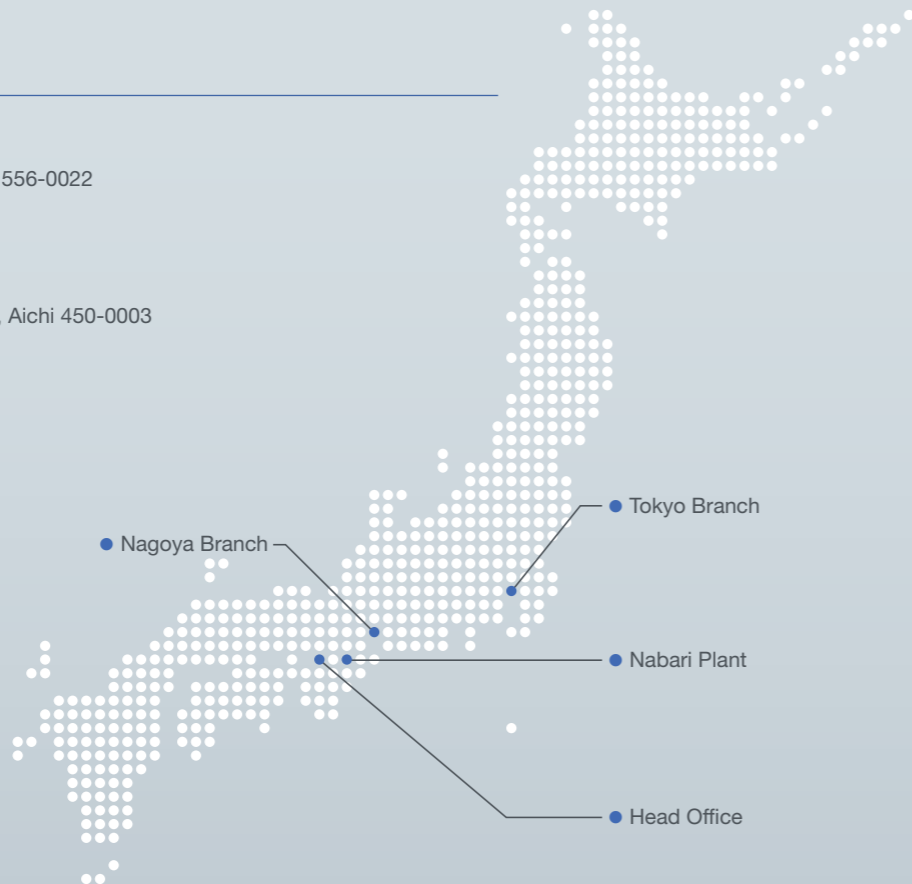 556-0022
, Aichi 450-0003
Tokyo Branch
Nagoya Branch
Nabari Plant
Head Office